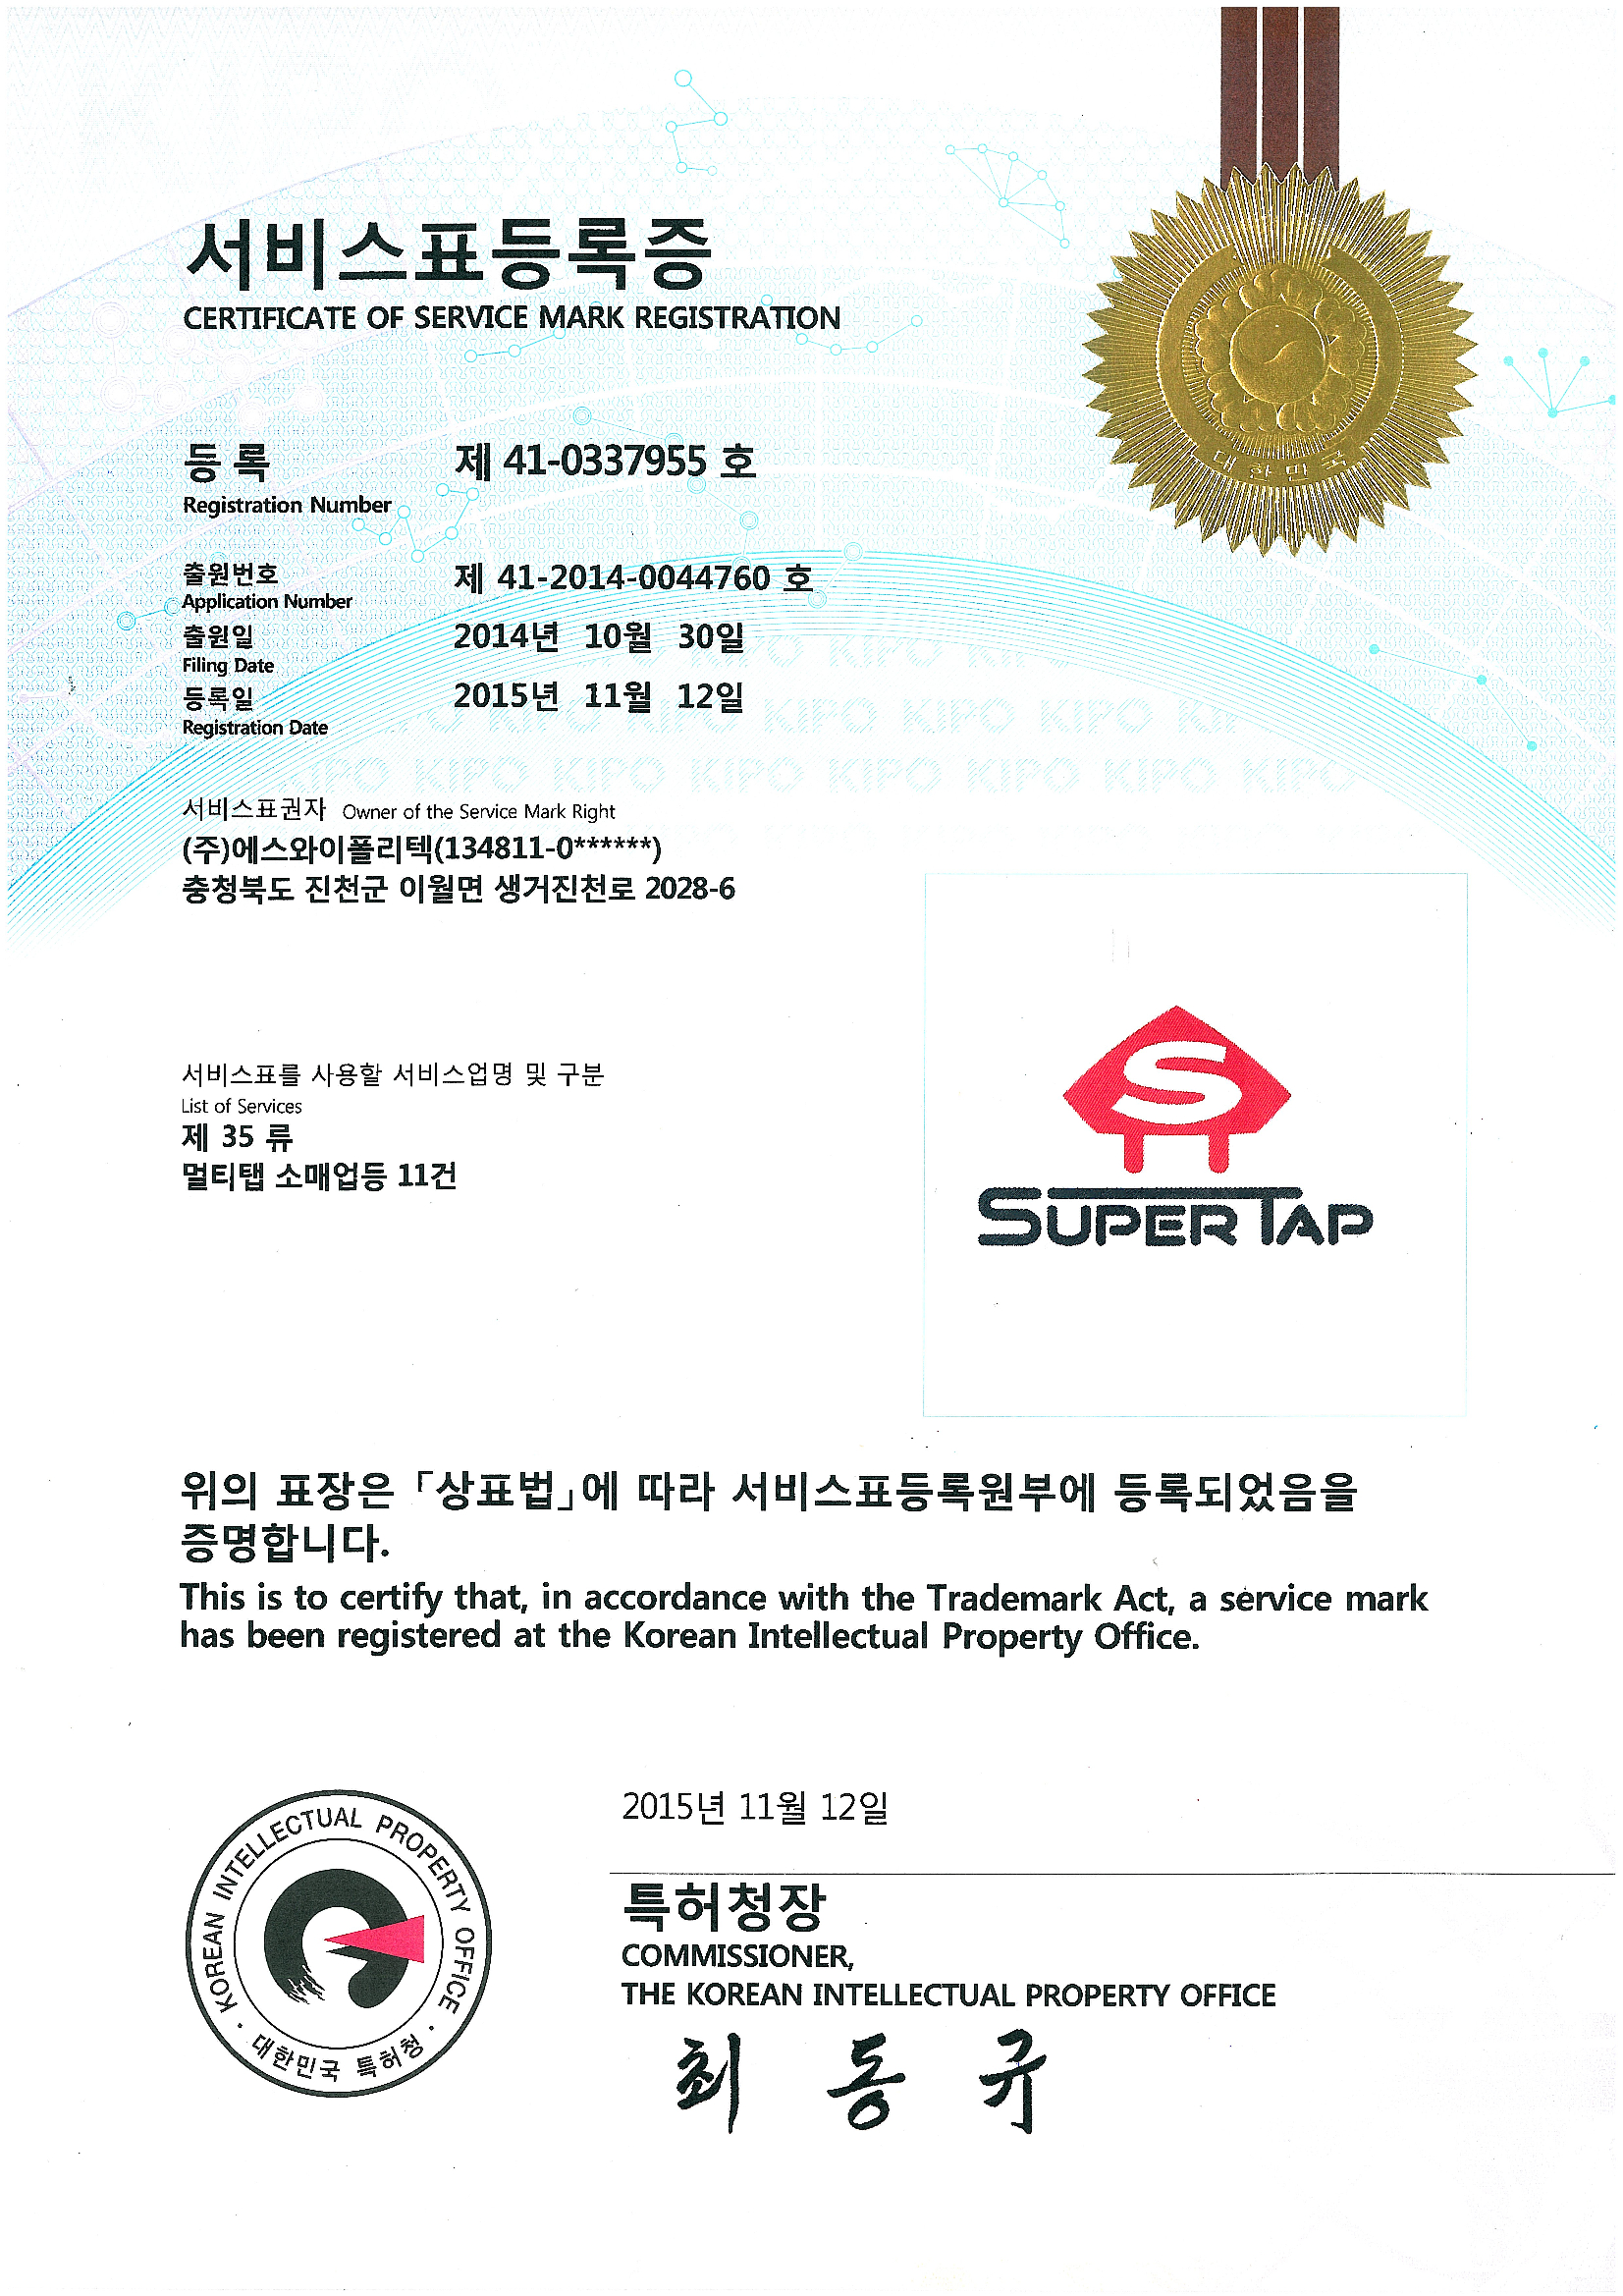 서비스표등록증
CERTIFICATE OF SERVICE MARK REGISTRATION
대한민국
등록 제 41-0337955 호
Registration Number
출원번호 제 41-2014-0044760 호
Application Number
출원일 2014년 10월 30일
Filing Date
등록일 2015년 11월 12일
Registration Date
KIPO KIPO KIPO KIPO KIPO KIPO KIPO
서비스표권자 Owner of the Service Mark Right
(주)에스와이폴리텍(134811-0******)
충청북도 진천군 이월면 생거진천로 2028-6
서비스표를 사용할 서비스업명 및 구분
List of Services
제 35 류
멀티탭 소매업등 11건
S
SUPER TAP
위의 표장은 「상표법」에 따라 서비스표등록원부에 등록되었음을
증명합니다.
This is to certify that, in accordance with the Trademark Act, a service mark
has been registered at the Korean Intellectual Property Office.
2015년 11월 12일
특허청장
COMMISSIONER,
THE KOREAN INTELLECTUAL PROPERTY OFFICE
최 동 규
KOREAN INTELLECTUAL PROPERTY OFFICE
대한민국 특허청